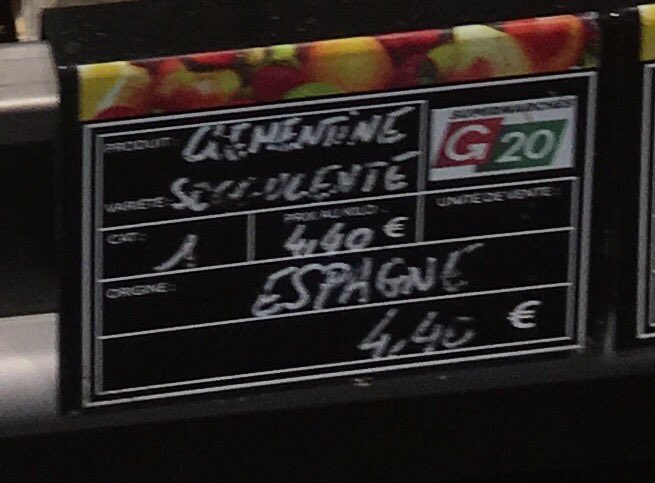 SUPERMARCHÉS
G 20
PRODUIT: CLEMENTINE
VARIÉTÉ: SUCCULENTE
CAT: 1
PRIX AU KILO: 4,40 €
UNITÉ DE VENTE:
ORIGINE: ESPAGNE
4,40 €